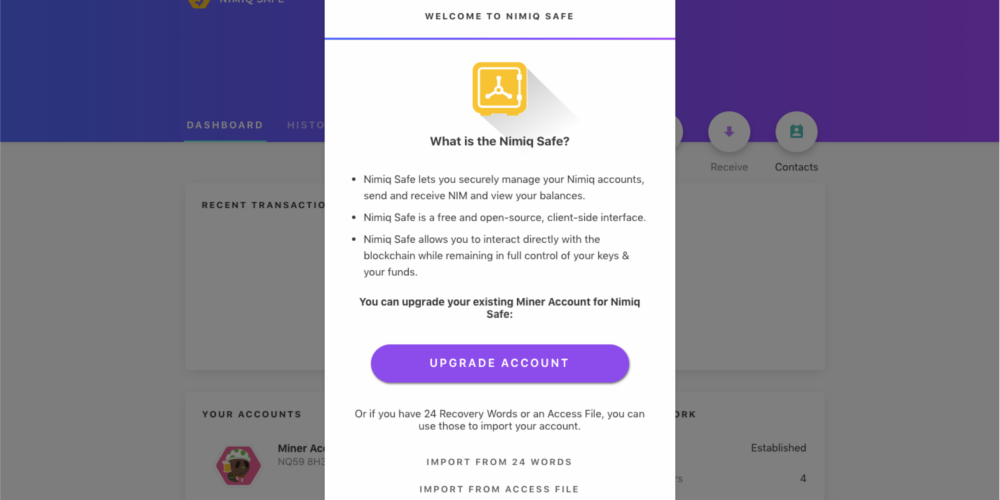 NIMIQ SAFE
WELCOME TO NIMIQ SAFE
DASHBOARD
HISTO
What is the Nimiq Safe?
Receive
Contacts
• Nimiq Safe lets you securely manage your Nimiq accounts,
send and receive NIM and view your balances.
• Nimiq Safe is a free and open-source, client-side interface.
• Nimiq Safe allows you to interact directly with the
blockchain while remaining in full control of your keys &
your funds.
RECENT TRANSACTIO
You can upgrade your existing Miner Account for Nimiq
Safe:
UPGRADE ACCOUNT
Or if you have 24 Recovery Words or an Access File, you can
use those to import your account.
IMPORT FROM 24 WORDS
IMPORT FROM ACCESS FILE
YOUR ACCOUNTS
Miner Acc
NQ59 8H
ORK
Established
rs
4